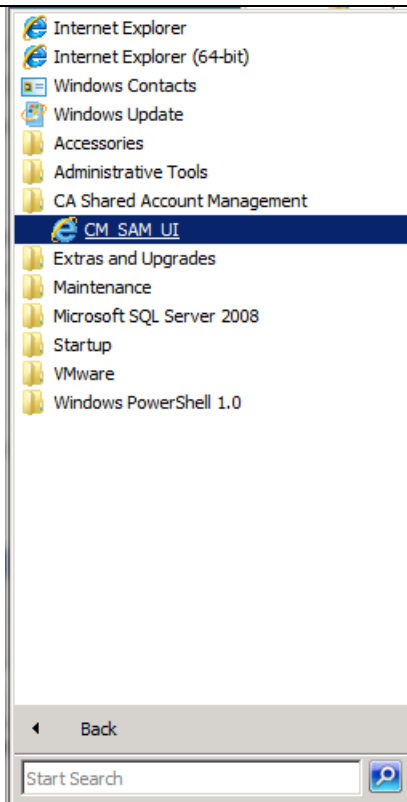 Internet Explorer
Internet Explorer (64-bit)
Windows Contacts
Windows Update
Accessories
Administrative Tools
CA Shared Account Management
CM_SAM_UI
Extras and Upgrades
Maintenance
Microsoft SQL Server 2008
Startup
VMware
Windows PowerShell 1.0
Back
Start Search